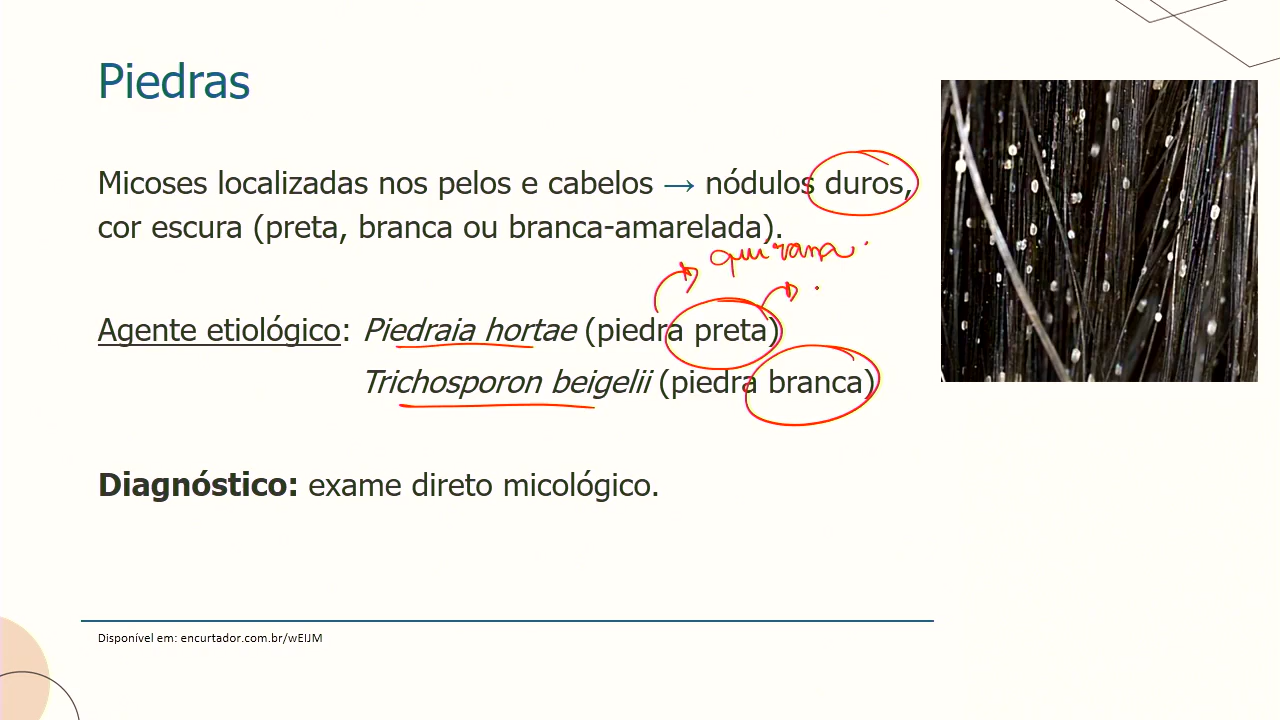 Piedras
Micoses localizadas nos pelos e cabelos → nódulos duros,
cor escura (preta, branca ou branca-amarelada).
quirana
Agente etiológico: Piedraia hortae (piedra preta)
Trichosporon beigelii (piedra branca)
Diagnóstico: exame direto micológico.
Disponível em: encurtador.com.br/wEIJM